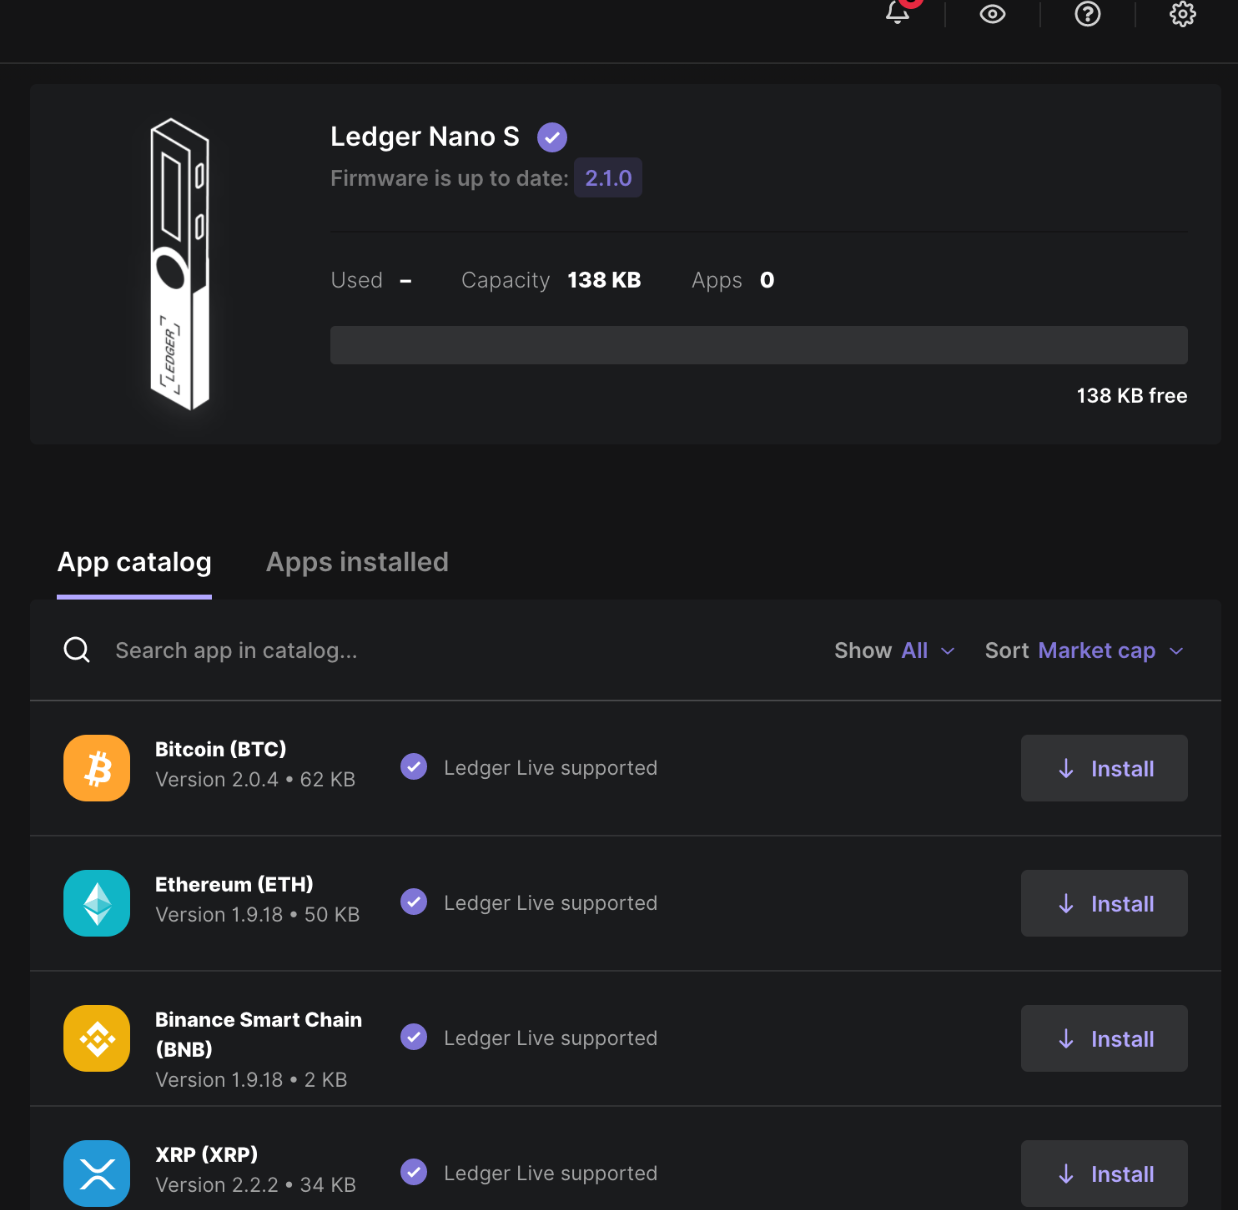 Ledger Nano S
Firmware is up to date: 2.1.0
Used – Capacity 138 KB Apps 0
LEDGER
138 KB free
App catalog Apps installed
Search app in catalog... Show All Sort Market cap
Bitcoin (BTC)
Version 2.0.4 • 62 KB
Ledger Live supported
Install
Ethereum (ETH)
Version 1.9.18 • 50 KB
Ledger Live supported
Install
Binance Smart Chain
(BNB)
Version 1.9.18 • 2 KB
Ledger Live supported
Install
XRP (XRP)
Version 2.2.2 • 34 KB
Ledger Live supported
Install